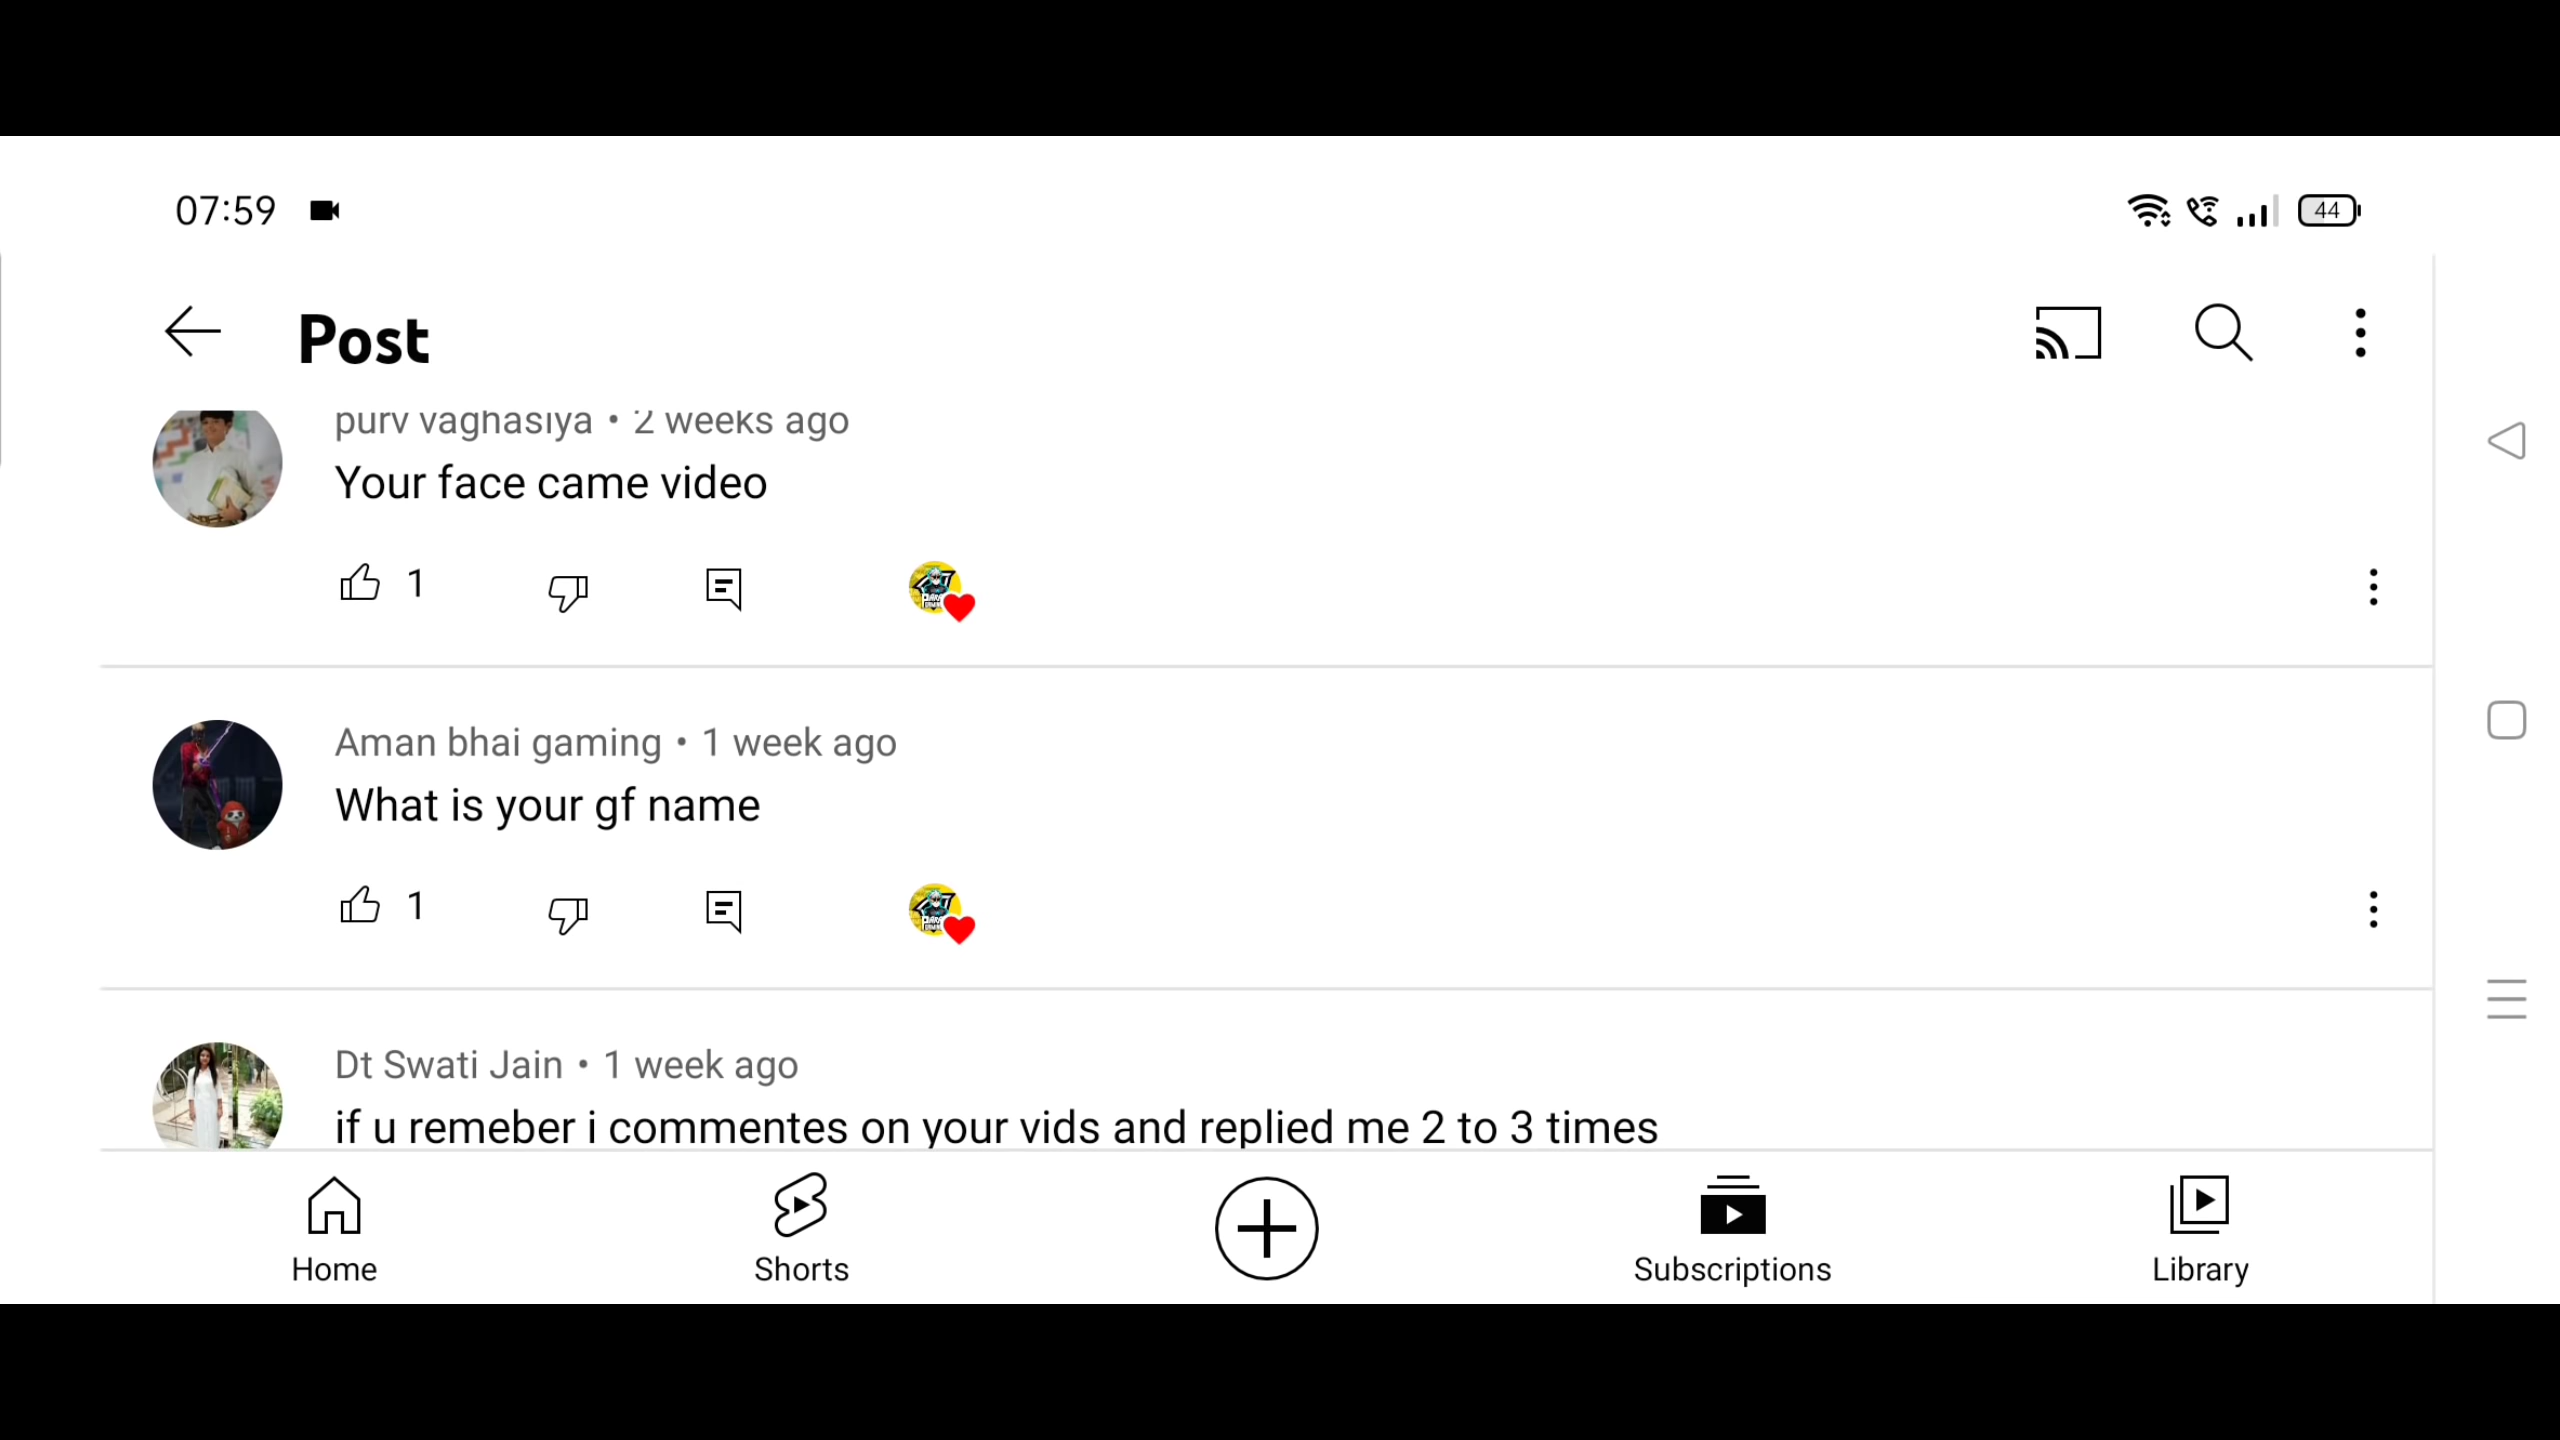 07:59
44
Post
purv vaghasiya • 2 weeks ago
Your face came video
1
Aman bhai gaming • 1 week ago
What is your gf name
1
Dt Swati Jain • 1 week ago
if u remeber i commentes on your vids and replied me 2 to 3 times
Home
Shorts
Subscriptions
Library